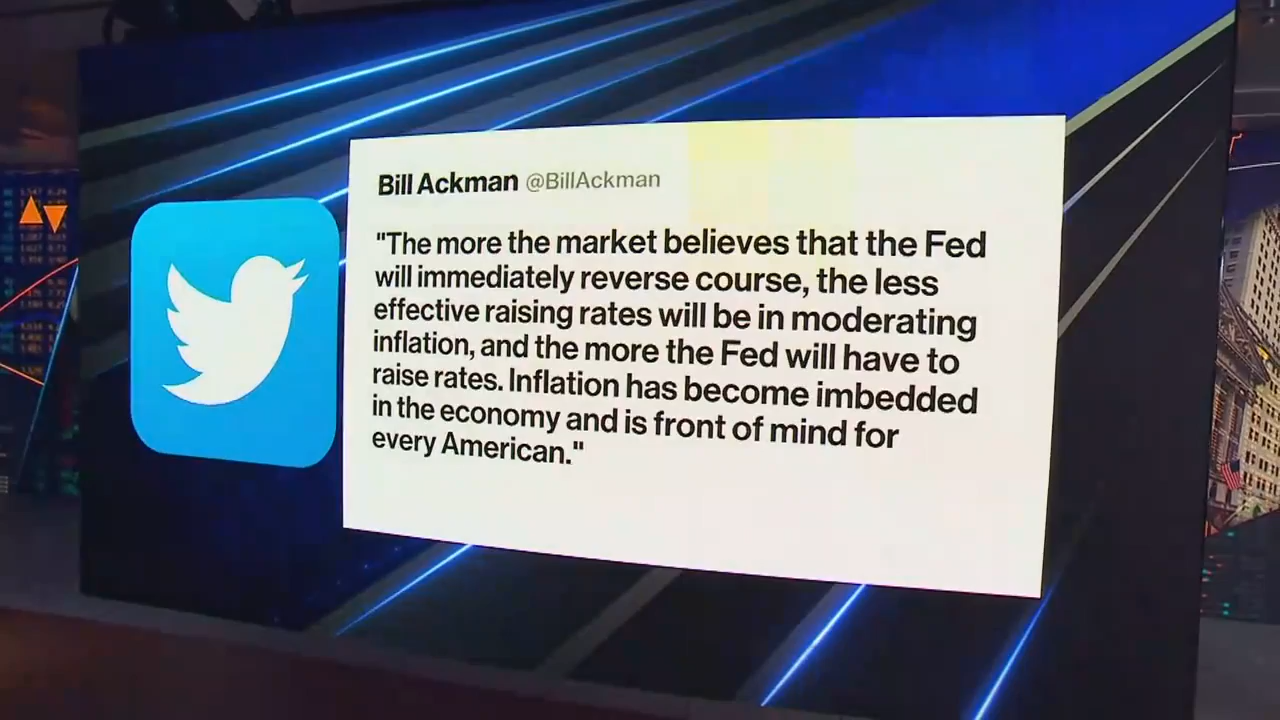 Bill Ackman @BillAckman
"The more the market believes that the Fed
will immediately reverse course, the less
effective raising rates will be in moderating
inflation, and the more the Fed will have to
raise rates. Inflation has become imbedded
in the economy and is front of mind for
every American."